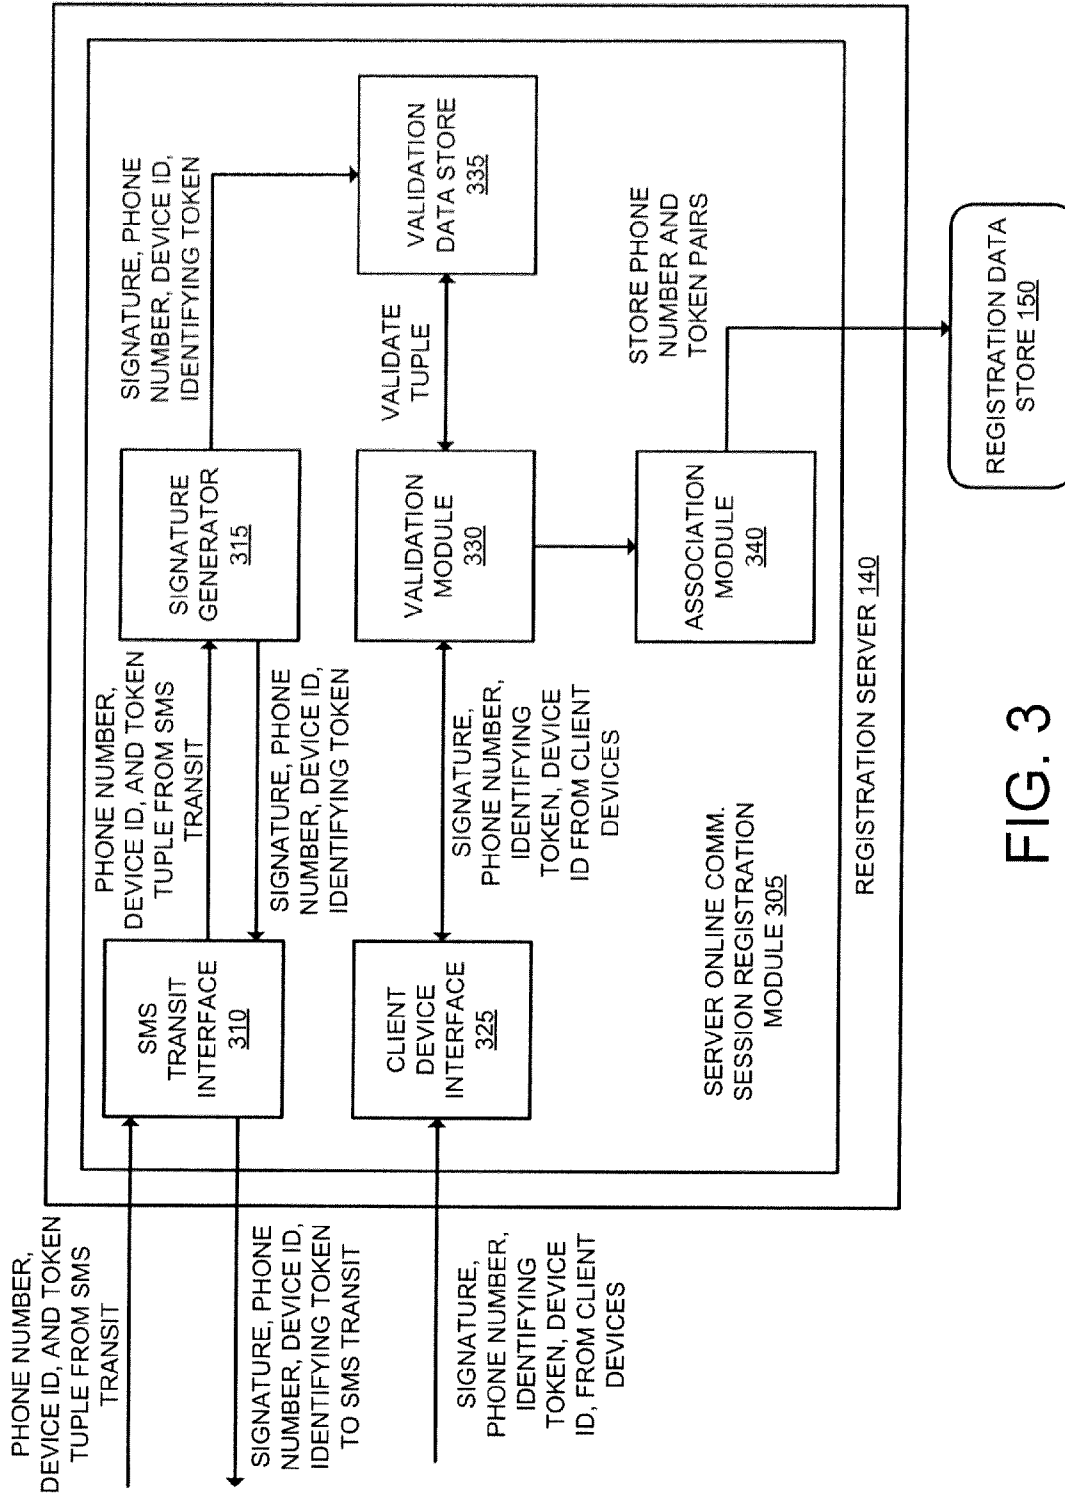 PHONE NUMBER,
DEVICE ID, AND TOKEN
TUPLE FROM SMS
TRANSIT
SIGNATURE, PHONE
NUMBER, DEVICE ID,
IDENTIFYING TOKEN
TO SMS TRANSIT
SIGNATURE,
PHONE NUMBER,
IDENTIFYING
TOKEN, DEVICE
ID, FROM CLIENT
DEVICES
SMS
TRANSIT
INTERFACE
310
CLIENT
DEVICE
INTERFACE
325
PHONE NUMBER,
DEVICE ID, AND TOKEN
TUPLE FROM SMS
TRANSIT
SIGNATURE, PHONE
NUMBER, DEVICE ID,
IDENTIFYING TOKEN
SIGNATURE,
PHONE NUMBER,
IDENTIFYING
TOKEN, DEVICE
ID FROM CLIENT
DEVICES
SIGNATURE
GENERATOR
315
VALIDATION
MODULE
330
ASSOCIATION
MODULE
340
SIGNATURE, PHONE
NUMBER, DEVICE ID,
IDENTIFYING TOKEN
VALIDATE
TUPLE
VALIDATION
DATA STORE
335
STORE PHONE
NUMBER AND
TOKEN PAIRS
SERVER ONLINE COMM.
SESSION REGISTRATION
MODULE 305
REGISTRATION SERVER 140
REGISTRATION DATA
STORE 150
FIG. 3